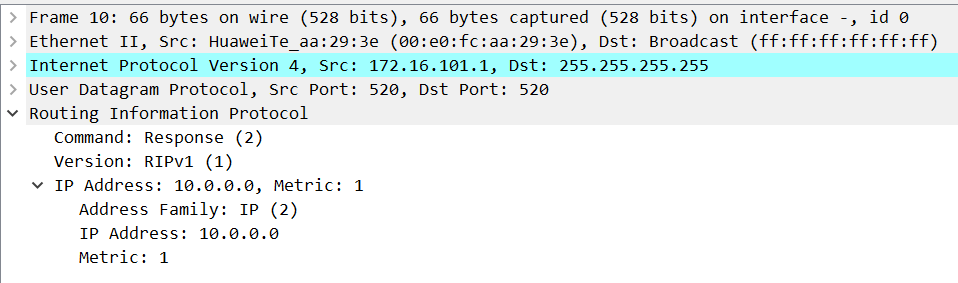 Frame 10: 66 bytes on wire (528 bits), 66 bytes captured (528 bits) on interface -, id 0
Ethernet II, Src: HuaweiTe_aa:29:3e (00:e0:fc:aa:29:3e), Dst: Broadcast (ff:ff:ff:ff:ff:ff)
Internet Protocol Version 4, Src: 172.16.101.1, Dst: 255.255.255.255
User Datagram Protocol, Src Port: 520, Dst Port: 520
Routing Information Protocol
Command: Response (2)
Version: RIPv1 (1)
IP Address: 10.0.0.0, Metric: 1
Address Family: IP (2)
IP Address: 10.0.0.0
Metric: 1